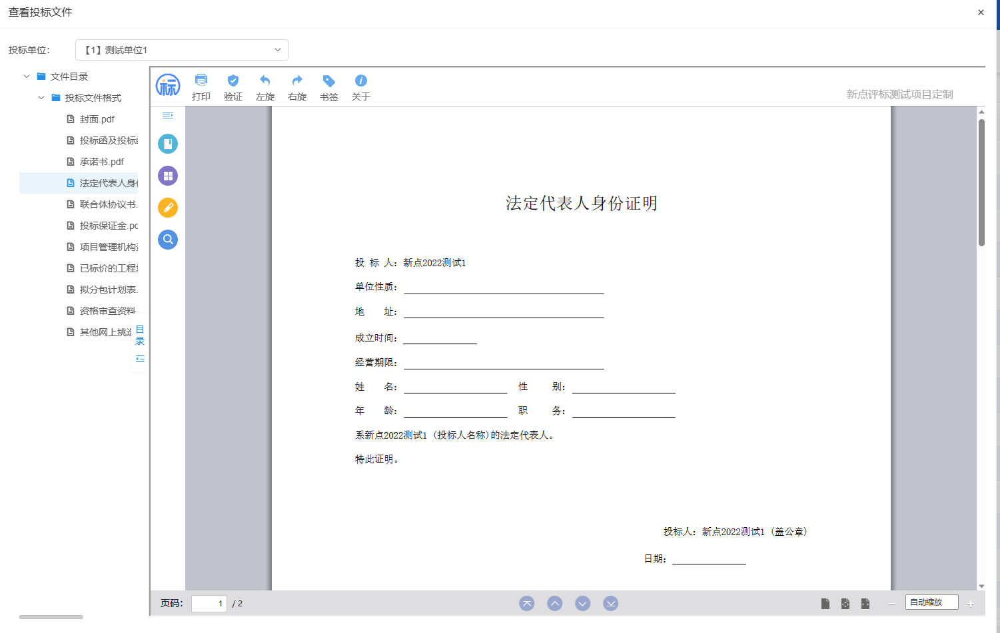 查看投标文件
投标单位：
【1】测试单位1
文件目录
投标文件格式
封面.pdf
投标函及投标
承诺书.pdf
法定代表人身
联合体协议书.
投标保证金.pd
项目管理机构
已标价的工程
拟分包计划表.
资格审查资料
其他网上挑选
目录
标
打印 验证 左旋 右旋 书签 关于
新点评标测试项目定制
法定代表人身份证明
投 标 人：新点2022测试1
单位性质：
地 址：
成立时间：
经营期限：
姓 名： 性 别：
年 龄： 职 务：
系新点2022测试1 (投标人名称)的法定代表人。
特此证明。
投标人：新点2022测试1 (盖公章)
日期：
页码： 1 / 2
自动缩放